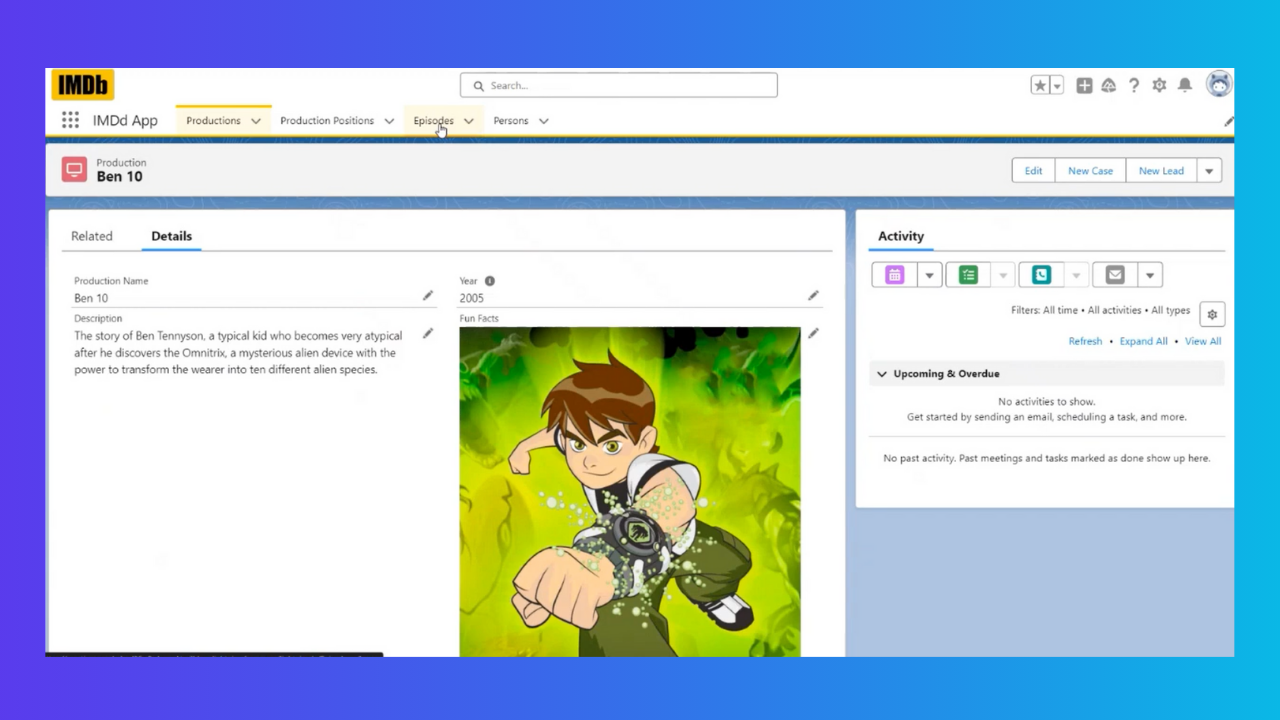 IMDb
Search...
IMDd App
Productions
Production Positions
Episodes
Persons
Production
Ben 10
Edit
New Case
New Lead
Related
Details
Production Name
Ben 10
Description
The story of Ben Tennyson, a typical kid who becomes very atypical
after he discovers the Omnitrix, a mysterious alien device with the
power to transform the wearer into ten different alien species.
Year
2005
Fun Facts
Activity
Filters: All time • All activities • All types
Refresh • Expand All • View All
Upcoming & Overdue
No activities to show.
Get started by sending an email, scheduling a task, and more.
No past activity. Past meetings and tasks marked as done show up here.